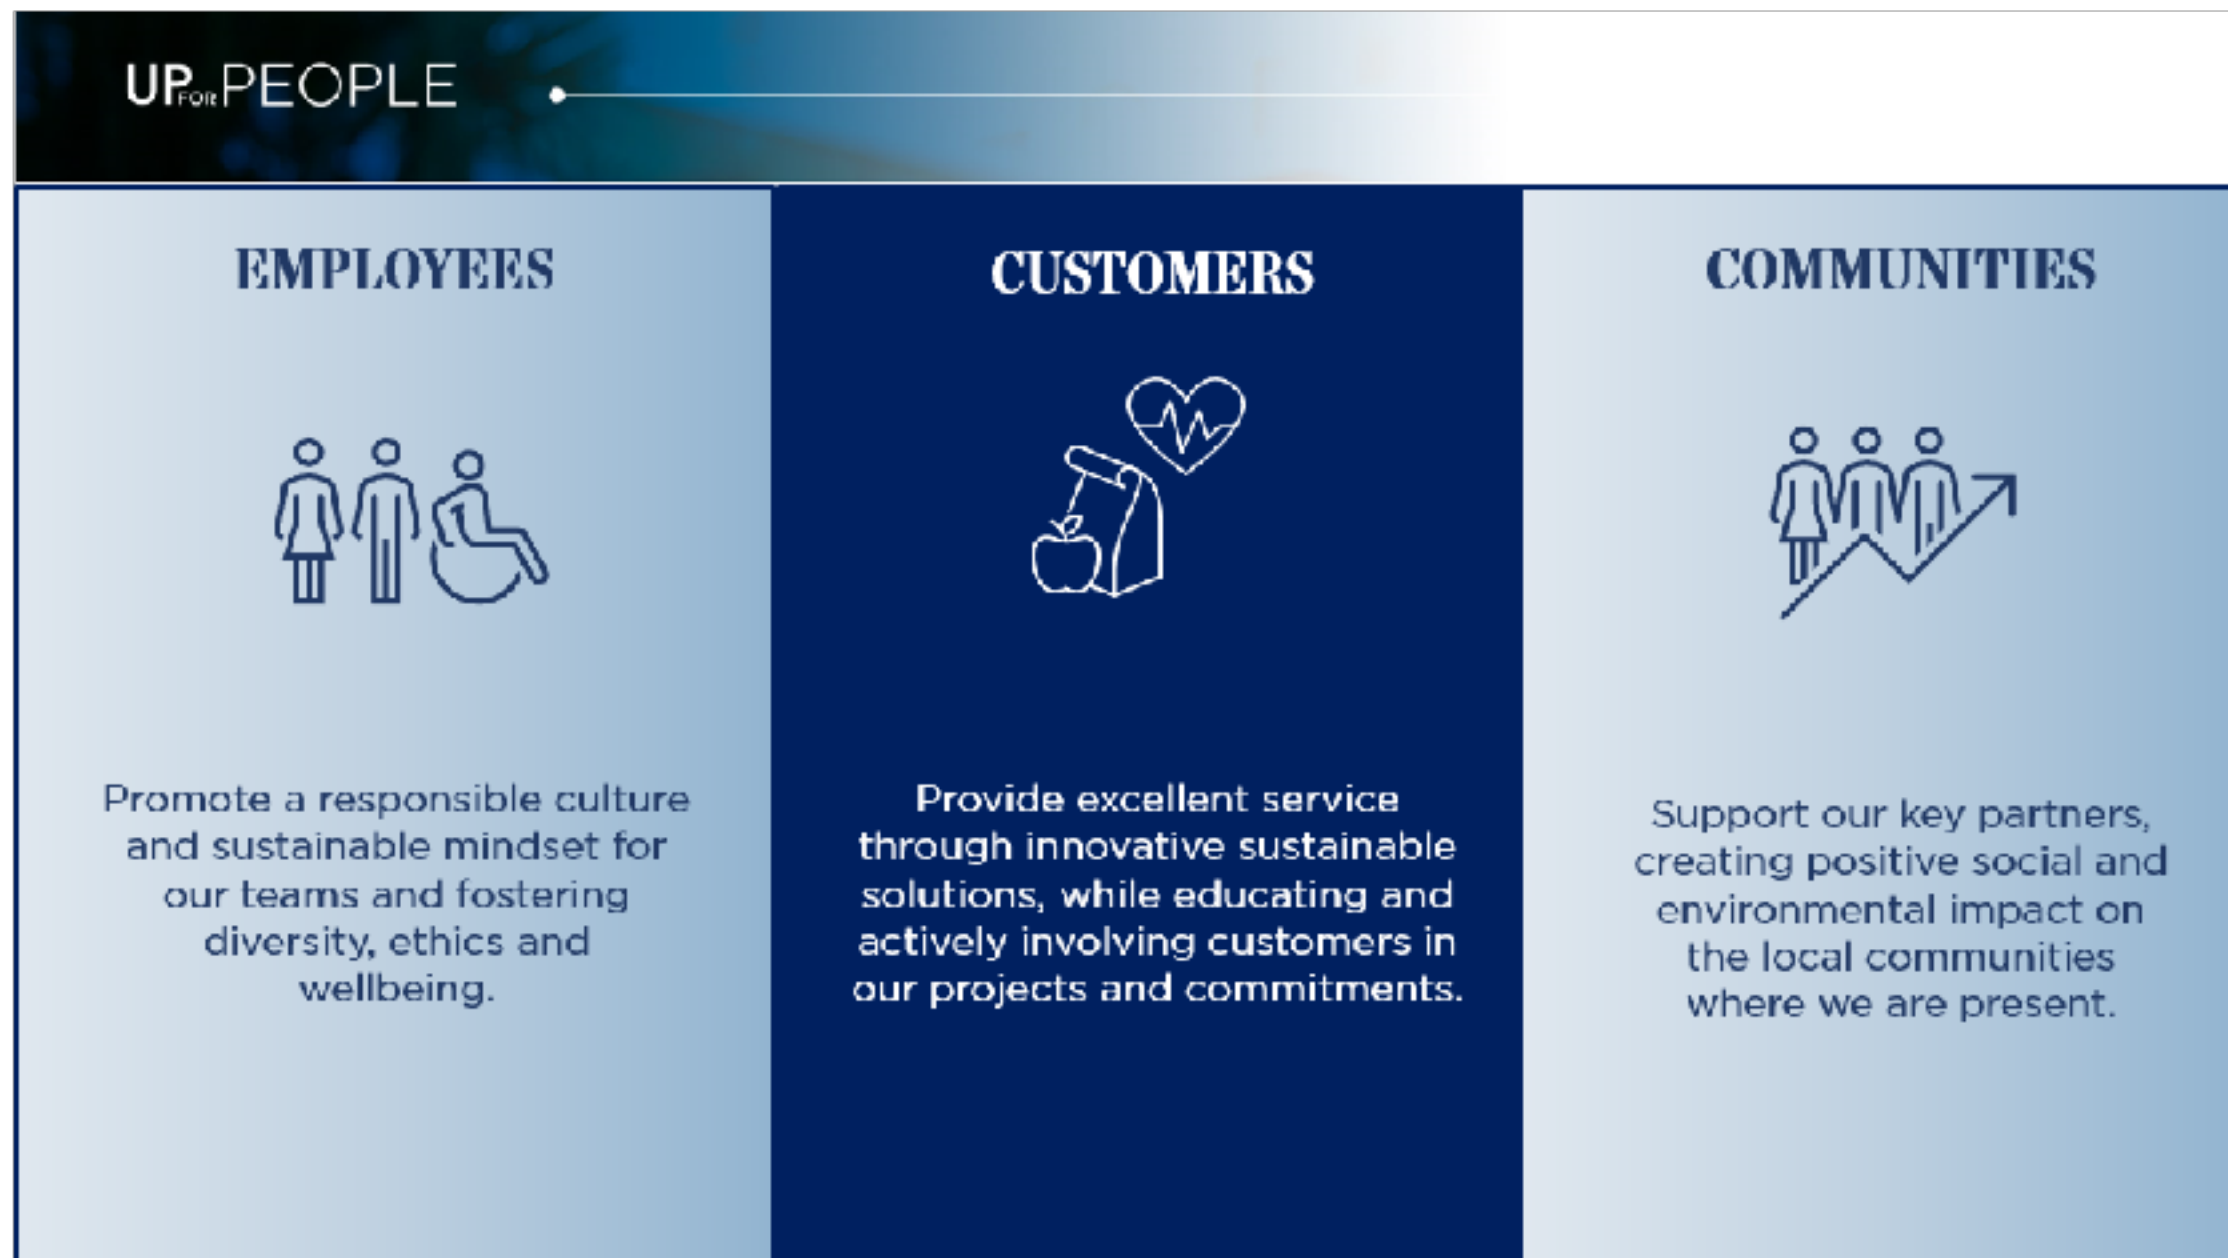 UP FOR PEOPLE
EMPLOYEES
Promote a responsible culture
and sustainable mindset for
our teams and fostering
diversity, ethics and
wellbeing.
CUSTOMERS
Provide excellent service
through innovative sustainable
solutions, while educating and
actively involving customers in
our projects and commitments.
COMMUNITIES
Support our key partners,
creating positive social and
environmental impact on
the local communities
where we are present.